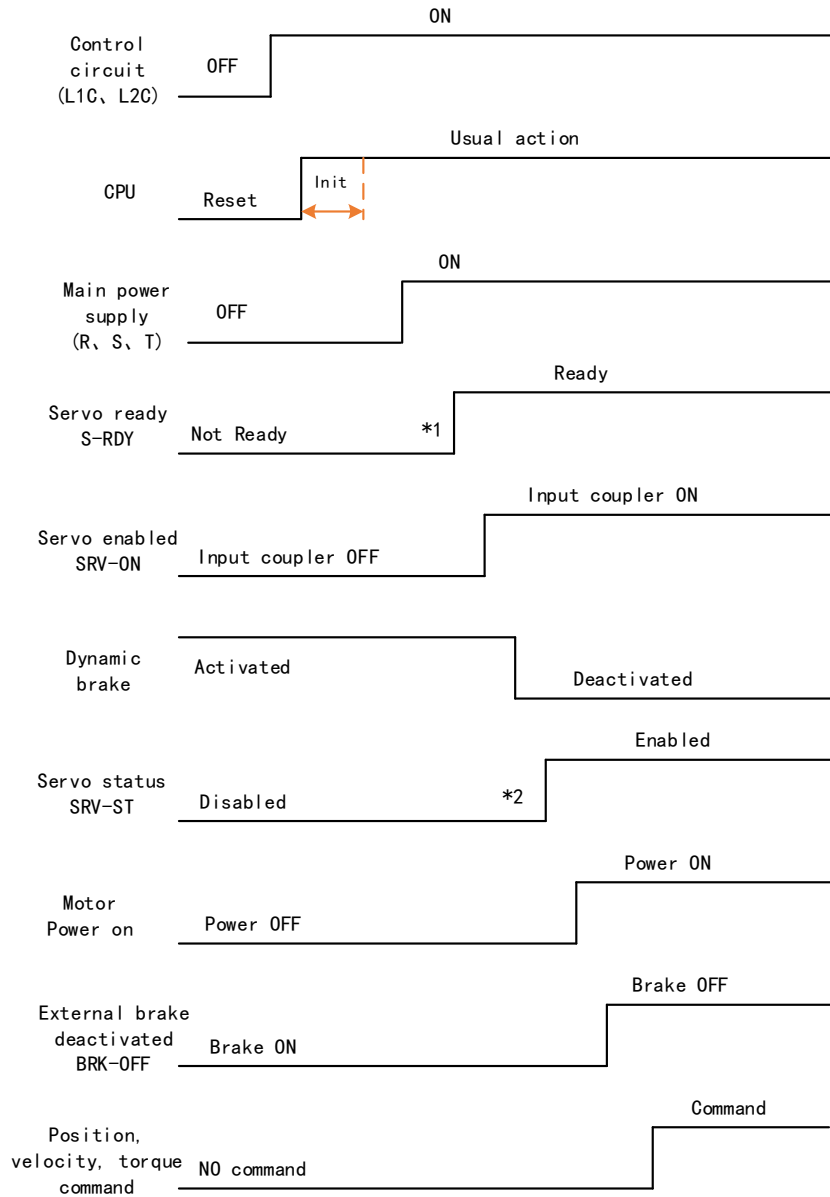 ON
Control
circuit
(L1C、L2C)
OFF
Usual action
CPU
Reset
Init
ON
Main power
supply
(R、S、T)
OFF
Ready
Servo ready
S-RDY
Not Ready
*1
Input coupler ON
Servo enabled
SRV-ON
Input coupler OFF
Dynamic
brake
Activated
Deactivated
Enabled
Servo status
SRV-ST
Disabled
*2
Power ON
Motor
Power on
Power OFF
Brake OFF
External brake
deactivated
BRK-OFF
Brake ON
Command
Position,
velocity, torque
command
NO command